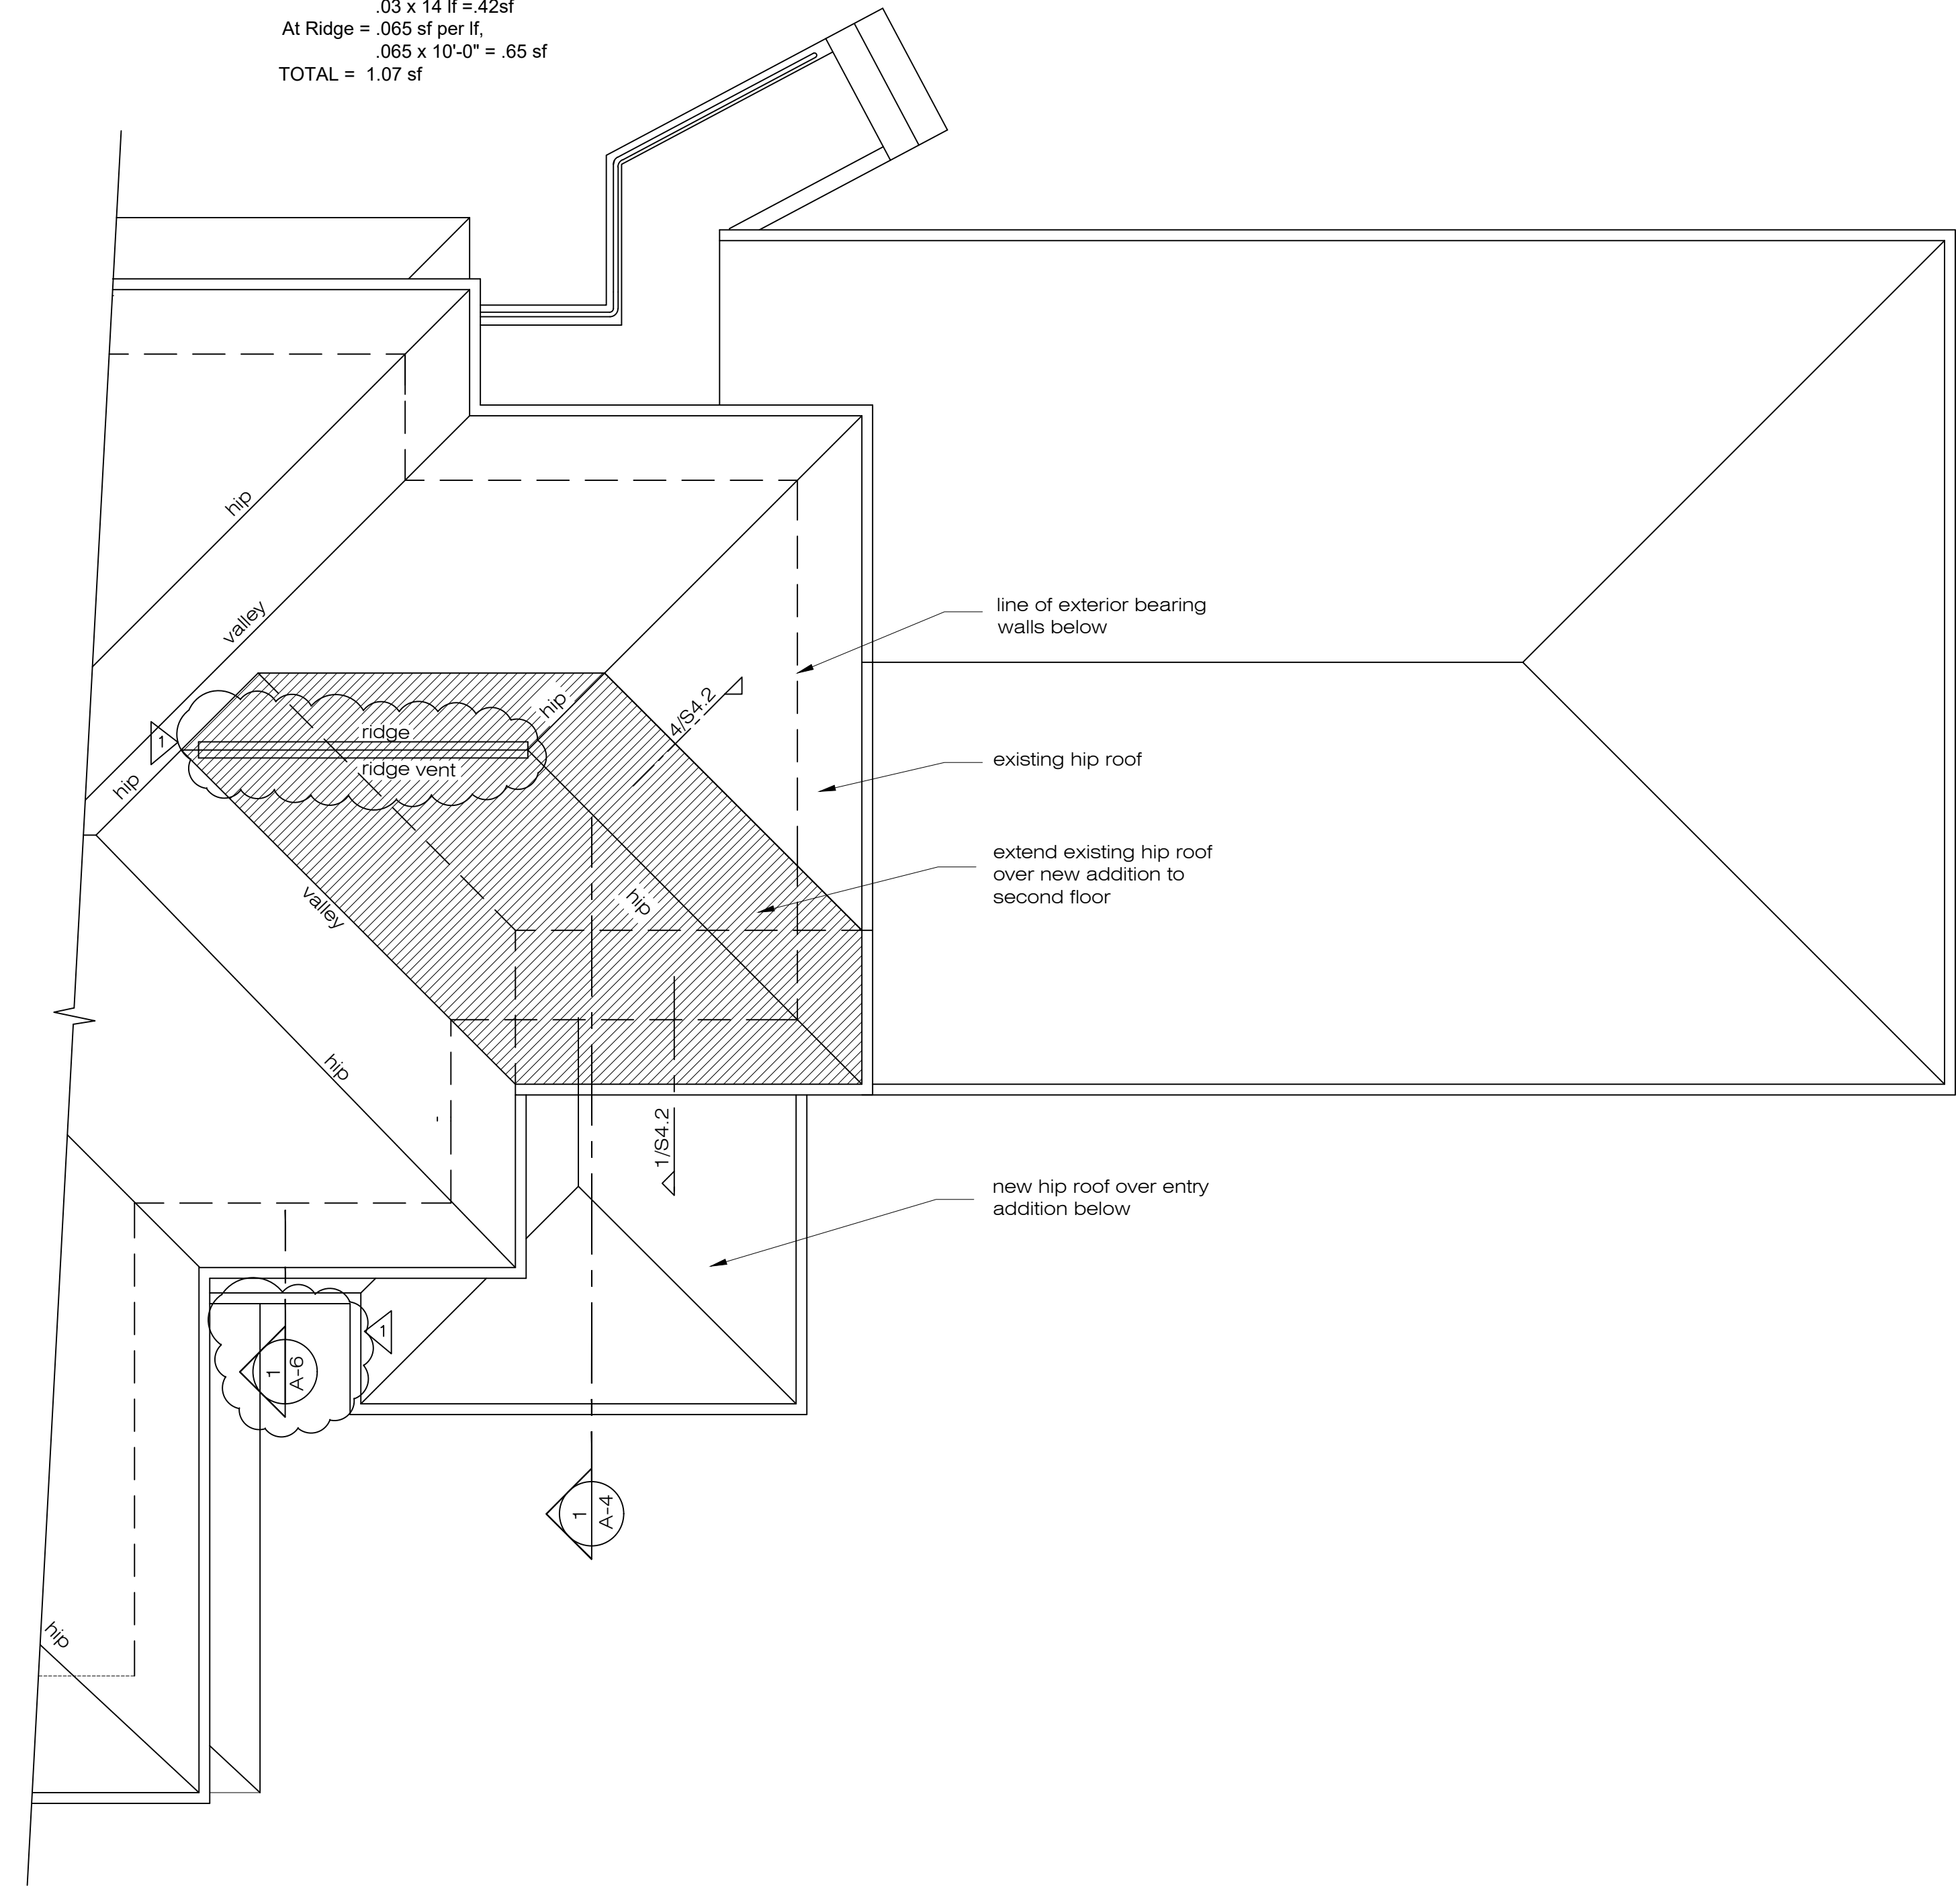 .03 x 14 lf =.42sf
At Ridge = .065 sf per lf,
.065 x 10'-0" = .65 sf
TOTAL = 1.07 sf
hip
valley
line of exterior bearing
walls below
hip
4/S4.2
ridge
1
ridge vent
hip
existing hip roof
extend existing hip roof
over new addition to
second floor
valley
hip
hip
1/S4.2
new hip roof over entry
addition below
1
1
A-6
1
A-4
hip